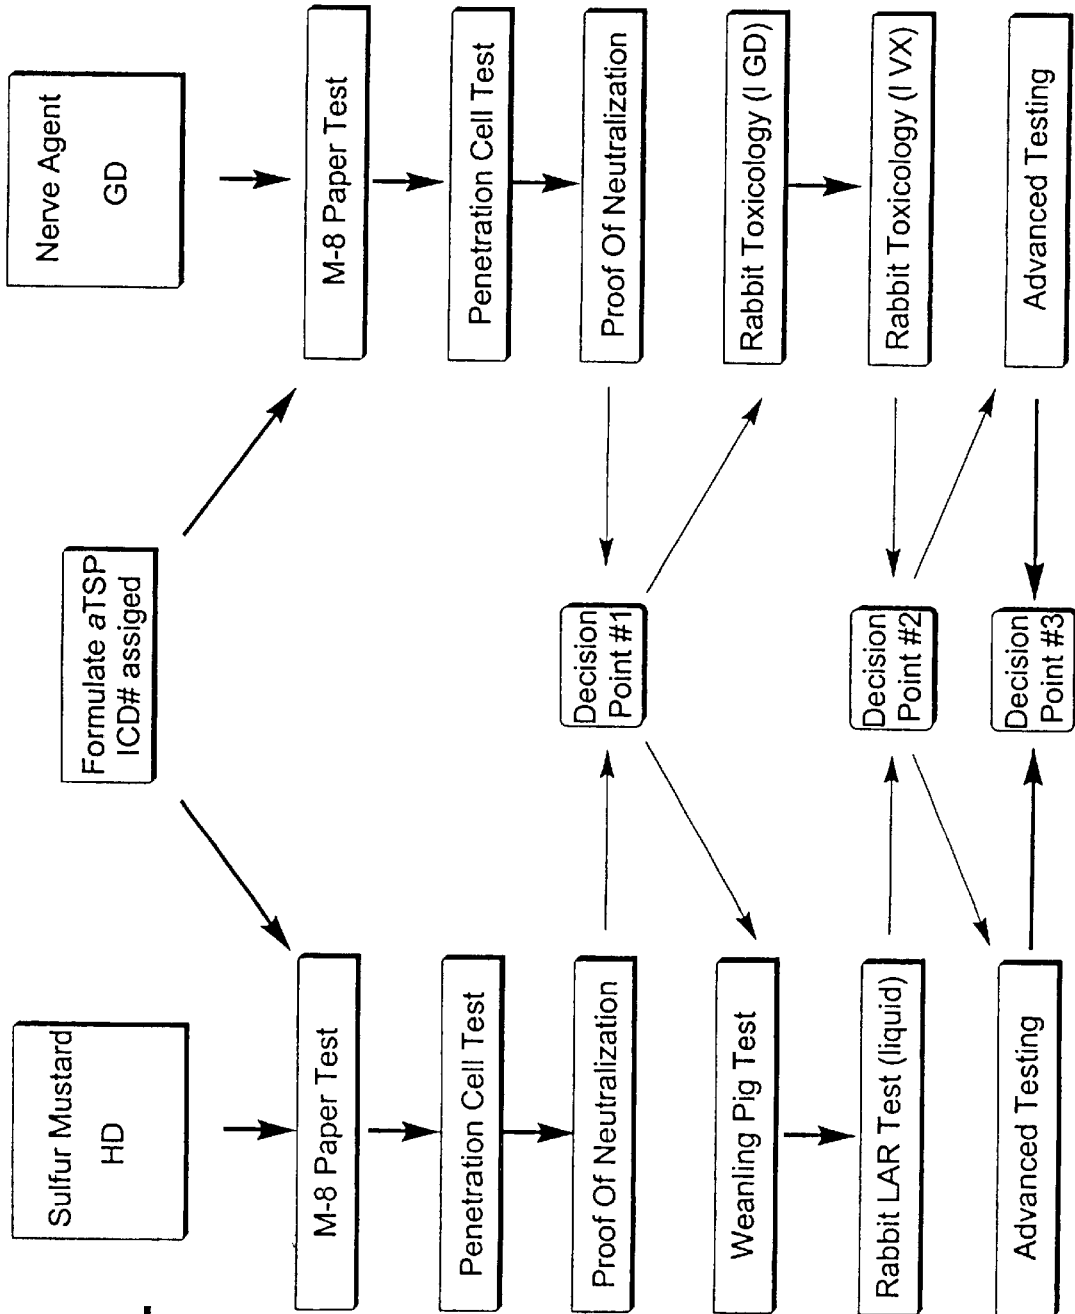 Sulfur Mustard
HD
Formulate aTSP
ICD# assiged
Nerve Agent
GD
M-8 Paper Test
M-8 Paper Test
Penetration Cell Test
Penetration Cell Test
Proof Of Neutralization
Decision
Point #1
Proof Of Neutralization
Weanling Pig Test
Rabbit Toxicology (l GD)
Rabbit LAR Test (liquid)
Decision
Point #2
Rabbit Toxicology (l VX)
Advanced Testing
Decision
Point #3
Advanced Testing